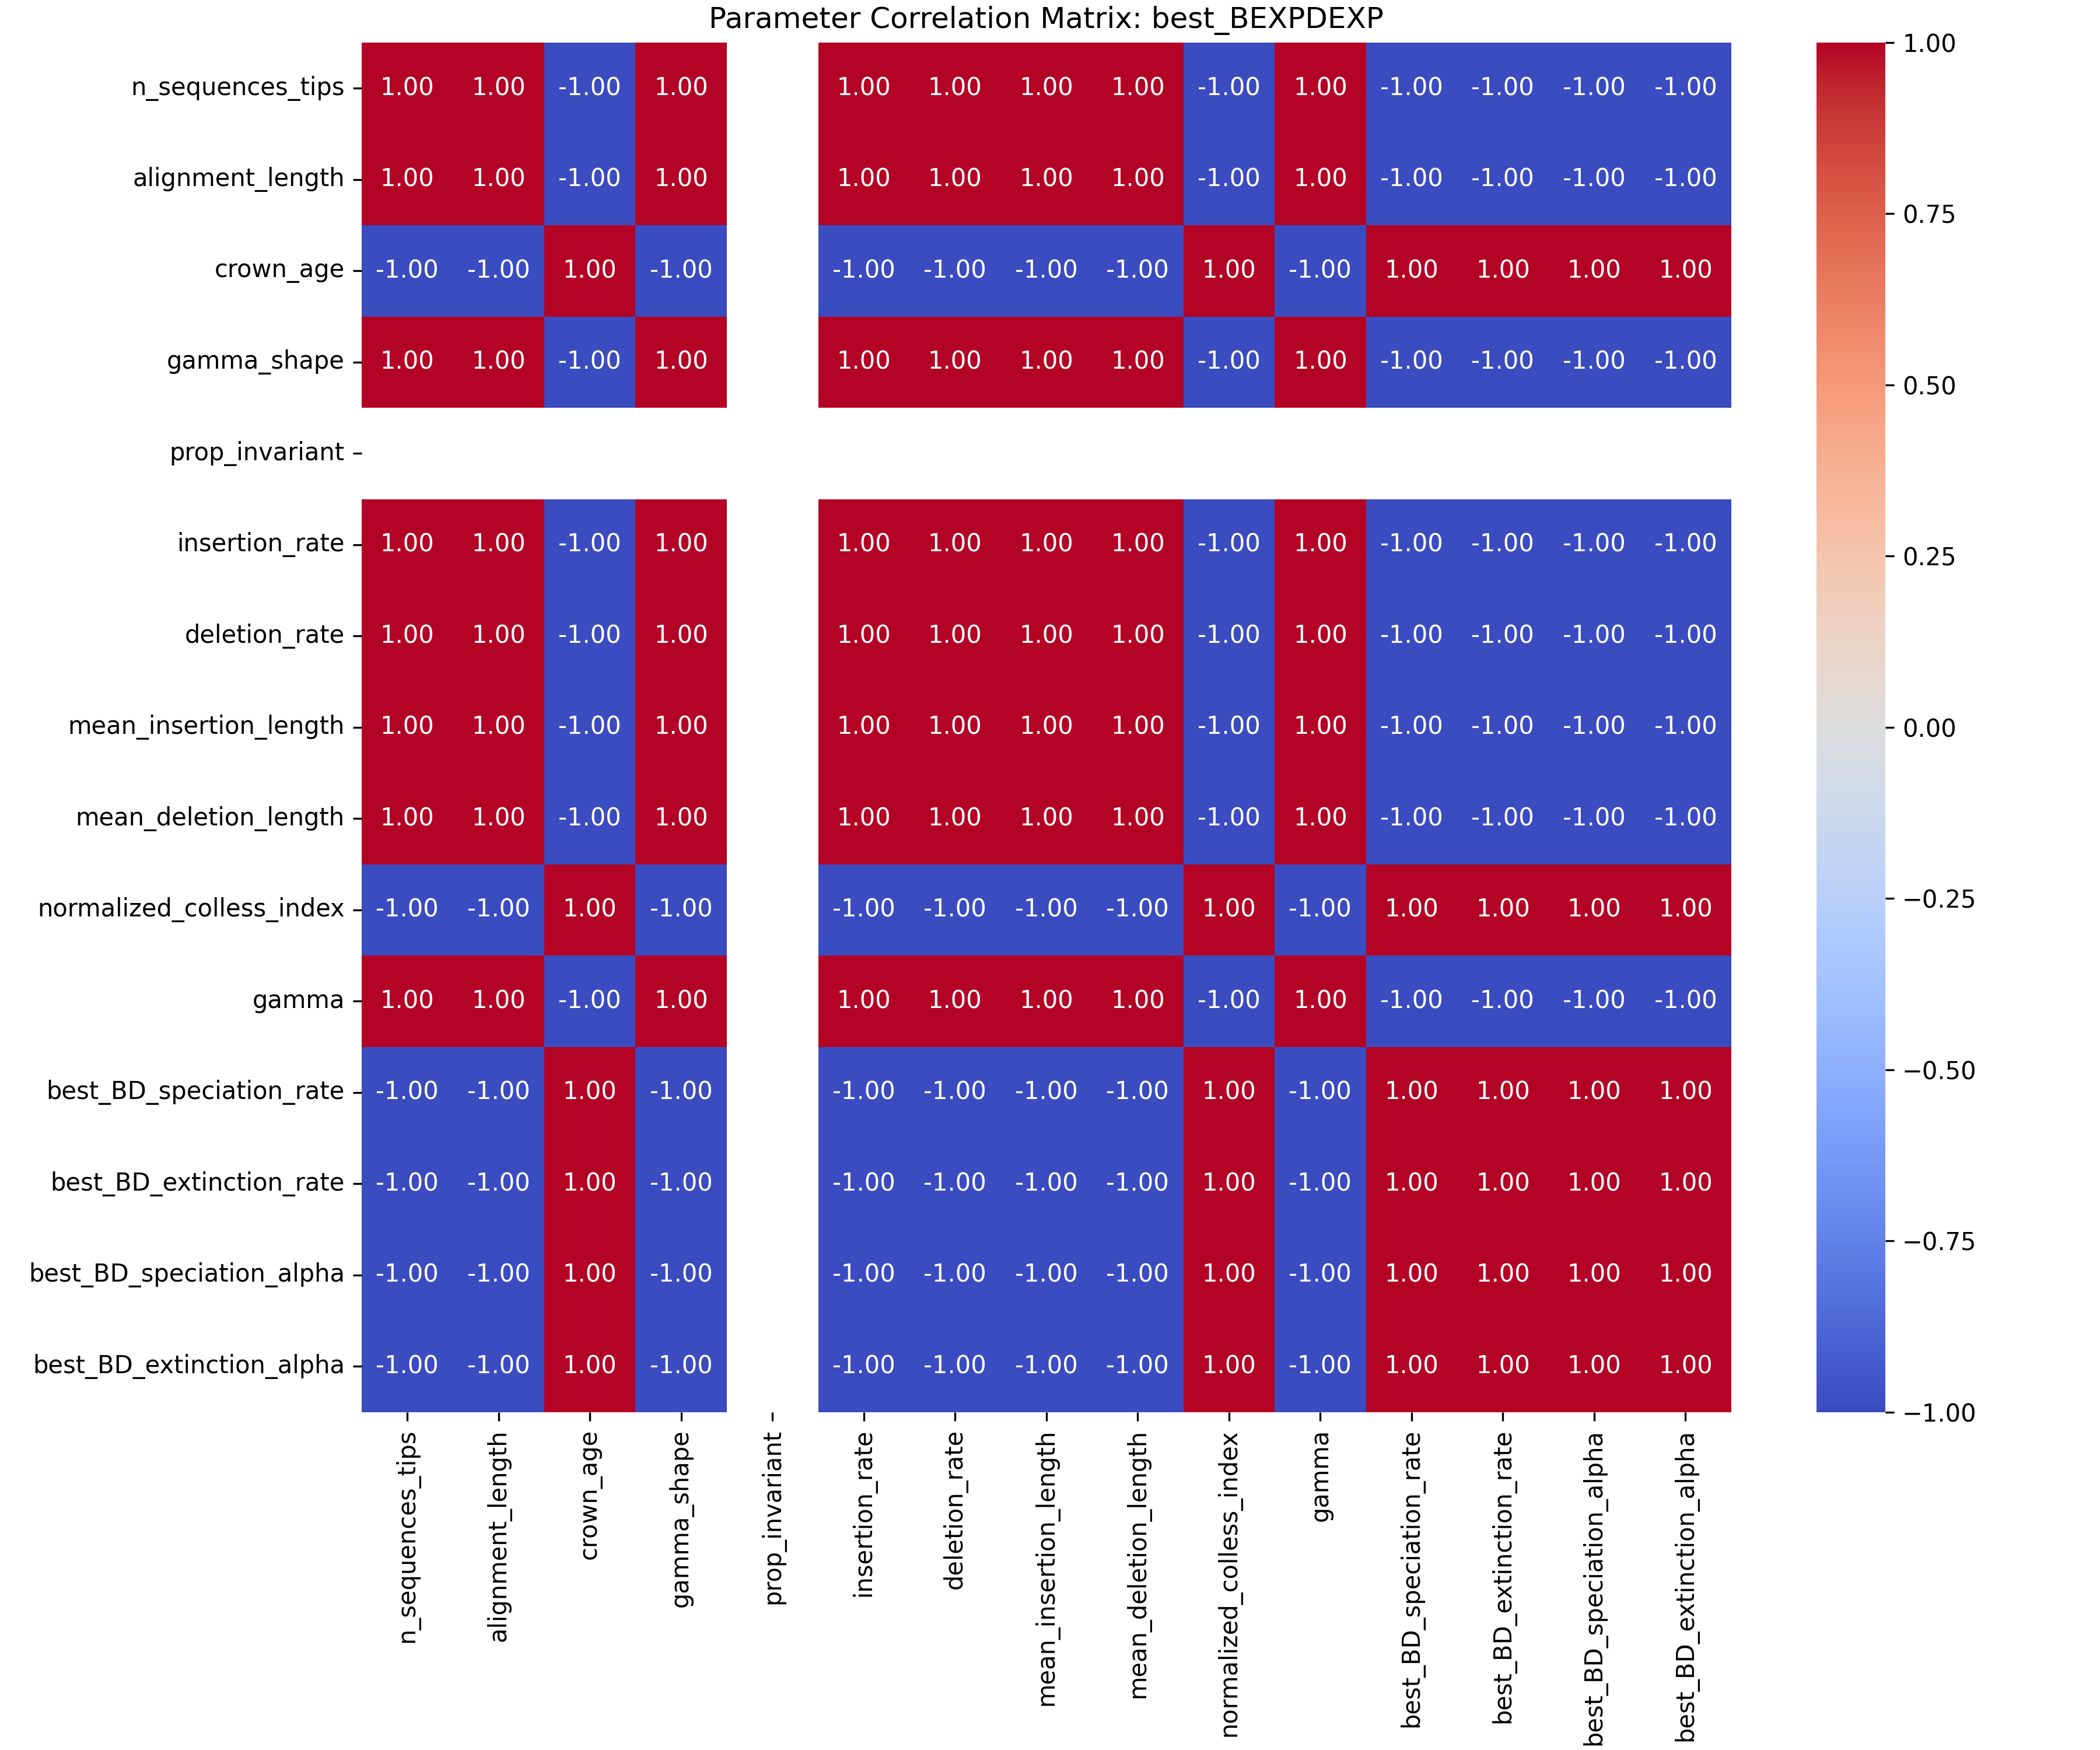 Parameter Correlation Matrix: best_BEXPDEXP
n_sequences_tips 1.00 1.00 -1.00 1.00 1.00 1.00 1.00 1.00 -1.00 1.00 -1.00 -1.00 -1.00 -1.00
alignment_length 1.00 1.00 -1.00 1.00 1.00 1.00 1.00 1.00 -1.00 1.00 -1.00 -1.00 -1.00 -1.00
crown_age -1.00 -1.00 1.00 -1.00 -1.00 -1.00 -1.00 -1.00 1.00 -1.00 1.00 1.00 1.00 1.00
gamma_shape 1.00 1.00 -1.00 1.00 1.00 1.00 1.00 1.00 -1.00 1.00 -1.00 -1.00 -1.00 -1.00
prop_invariant
insertion_rate 1.00 1.00 -1.00 1.00 1.00 1.00 1.00 1.00 -1.00 1.00 -1.00 -1.00 -1.00 -1.00
deletion_rate 1.00 1.00 -1.00 1.00 1.00 1.00 1.00 1.00 -1.00 1.00 -1.00 -1.00 -1.00 -1.00
mean_insertion_length 1.00 1.00 -1.00 1.00 1.00 1.00 1.00 1.00 -1.00 1.00 -1.00 -1.00 -1.00 -1.00
mean_deletion_length 1.00 1.00 -1.00 1.00 1.00 1.00 1.00 1.00 -1.00 1.00 -1.00 -1.00 -1.00 -1.00
normalized_colless_index -1.00 -1.00 1.00 -1.00 -1.00 -1.00 -1.00 -1.00 1.00 -1.00 1.00 1.00 1.00 1.00
gamma 1.00 1.00 -1.00 1.00 1.00 1.00 1.00 1.00 -1.00 1.00 -1.00 -1.00 -1.00 -1.00
best_BD_speciation_rate -1.00 -1.00 1.00 -1.00 -1.00 -1.00 -1.00 -1.00 1.00 -1.00 1.00 1.00 1.00 1.00
best_BD_extinction_rate -1.00 -1.00 1.00 -1.00 -1.00 -1.00 -1.00 -1.00 1.00 -1.00 1.00 1.00 1.00 1.00
best_BD_speciation_alpha -1.00 -1.00 1.00 -1.00 -1.00 -1.00 -1.00 -1.00 1.00 -1.00 1.00 1.00 1.00 1.00
best_BD_extinction_alpha -1.00 -1.00 1.00 -1.00 -1.00 -1.00 -1.00 -1.00 1.00 -1.00 1.00 1.00 1.00 1.00
n_sequences_tips
alignment_length
crown_age
gamma_shape
prop_invariant
insertion_rate
deletion_rate
mean_insertion_length
mean_deletion_length
normalized_colless_index
gamma
best_BD_speciation_rate
best_BD_extinction_rate
best_BD_speciation_alpha
best_BD_extinction_alpha
1.00
0.75
0.50
0.25
0.00
−0.25
−0.50
−0.75
−1.00